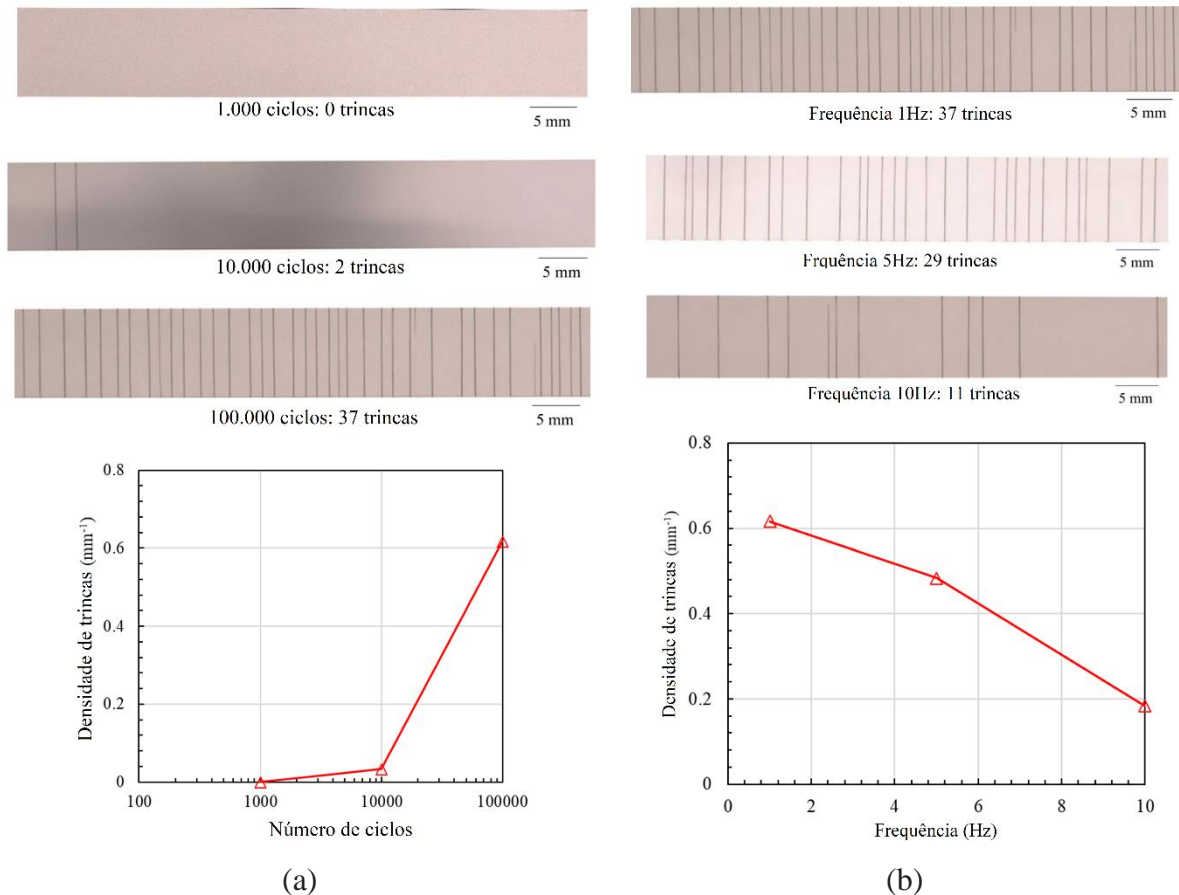 1.000 ciclos: 0 trincas
5 mm
10.000 ciclos: 2 trincas
5 mm
100.000 ciclos: 37 trincas
5 mm
0.8
0.6
0.4
0.2
0
Densidade de trincas (mm⁻¹)
100
1000
10000
100000
Número de ciclos
(a)
Frequência 1Hz: 37 trincas
5 mm
Frquência 5Hz: 29 trincas
5 mm
Frequência 10Hz: 11 trincas
5 mm
0.8
0.6
0.4
0.2
0
Densidade de trincas (mm⁻¹)
0
2
4
6
8
10
Frequência (Hz)
(b)